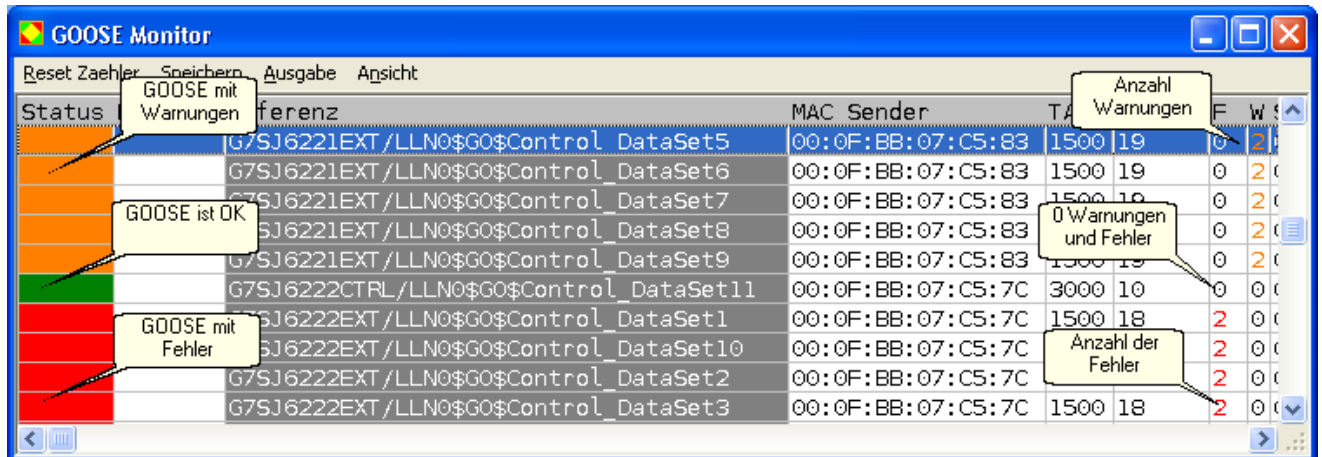 GOOSE Monitor
Reset Zaehler Speichern Ausgabe Ansicht
GOOSE mit
Warnungen
Anzahl
Warnungen
Status ferenz MAC Sender F W
G7SJ6221EXT/LLN0$GO$Control_DataSet5 00:0F:BB:07:C5:83 1500 19 0 2
G7SJ6221EXT/LLN0$GO$Control_DataSet6 00:0F:BB:07:C5:83 1500 19 0 2
SJ6221EXT/LLN0$GO$Control_DataSet7 00:0F:BB:07:C5:83 1500 19 0 2
GOOSE ist OK
0 Warnungen
und Fehler
SJ6221EXT/LLN0$GO$Control_DataSet8 00:0F:BB:07:C5:83 0 2
SJ6221EXT/LLN0$GO$Control_DataSet9 00:0F:BB:07:C5:83 1500 19 0 2
G7SJ6222CTRL/LLN0$GO$Control_DataSet11 00:0F:BB:07:C5:7C 3000 10 0 0
GOOSE mit
Fehler
SJ6222EXT/LLN0$GO$Control_DataSet1 00:0F:BB:07:C5:7C 1500 18 2 0
Anzahl der
Fehler
SJ6222EXT/LLN0$GO$Control_DataSet10 00:0F:BB:07:C5:7C 2 0
G7SJ6222EXT/LLN0$GO$Control_DataSet2 00:0F:BB:07:C5:7C 2 0
G7SJ6222EXT/LLN0$GO$Control_DataSet3 00:0F:BB:07:C5:7C 1500 18 2 0